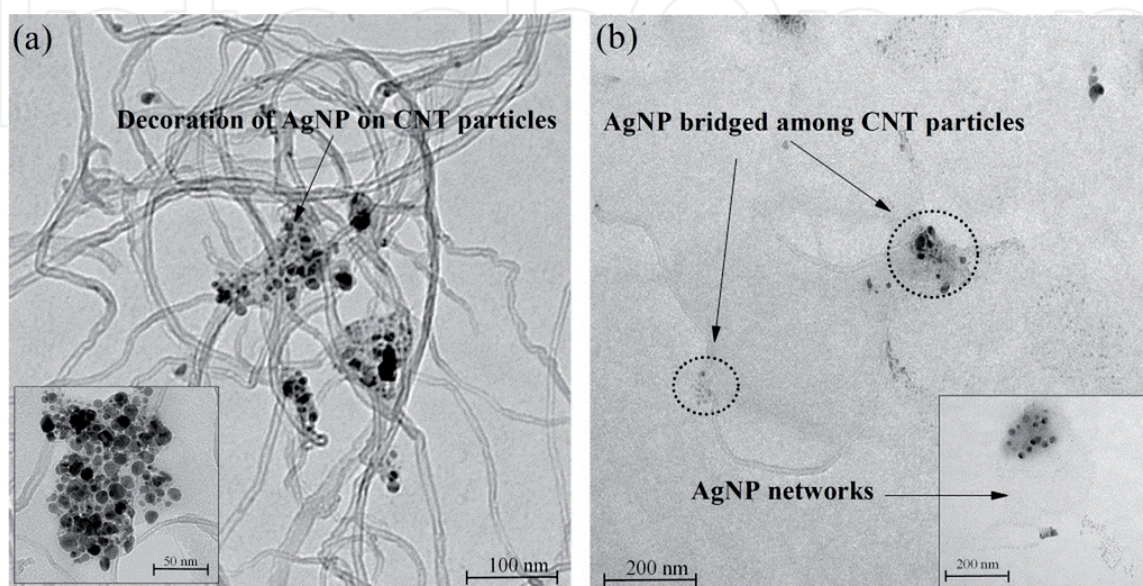 (a)
Decoration of AgNP on CNT particles
50 nm
100 nm
(b)
AgNP bridged among CNT particles
AgNP networks
200 nm
200 nm